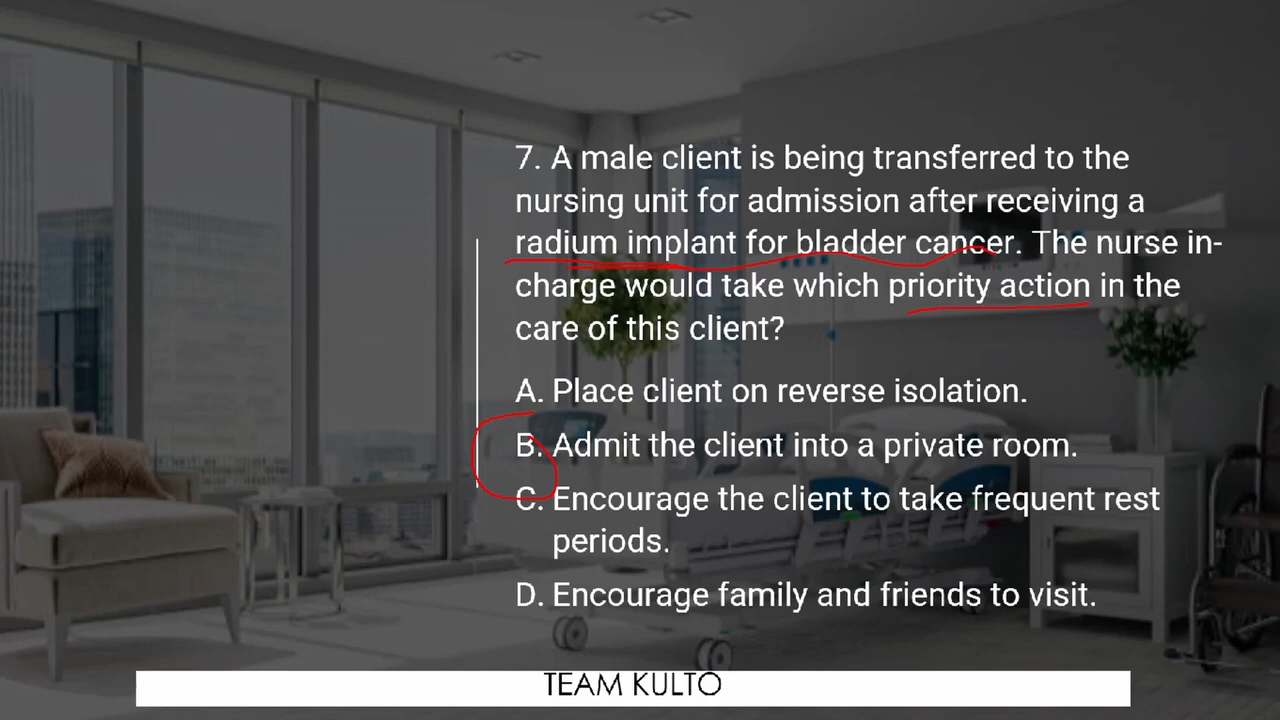 7. A male client is being transferred to the
nursing unit for admission after receiving a
radium implant for bladder cancer. The nurse in-
charge would take which priority action in the
care of this client?
A. Place client on reverse isolation.
B. Admit the client into a private room.
C. Encourage the client to take frequent rest
periods.
D. Encourage family and friends to visit.
TEAM KULTO